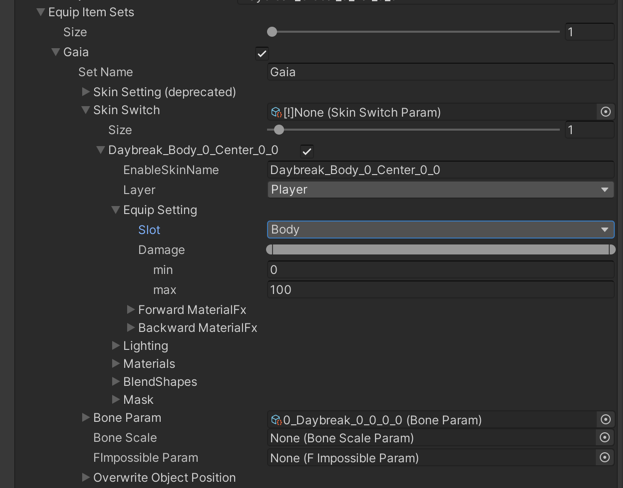 Equip Item Sets
Size 1
Gaia
Set Name Gaia
Skin Setting (deprecated)
Skin Switch [!]None (Skin Switch Param)
Size 1
Daybreak_Body_0_Center_0_0
EnableSkinName Daybreak_Body_0_Center_0_0
Layer Player
Equip Setting
Slot Body
Damage
min 0
max 100
Forward MaterialFx
Backward MaterialFx
Lighting
Materials
BlendShapes
Mask
Bone Param 0_Daybreak_0_0_0_0 (Bone Param)
Bone Scale None (Bone Scale Param)
FImpossible Param None (F Impossible Param)
Overwrite Object Position